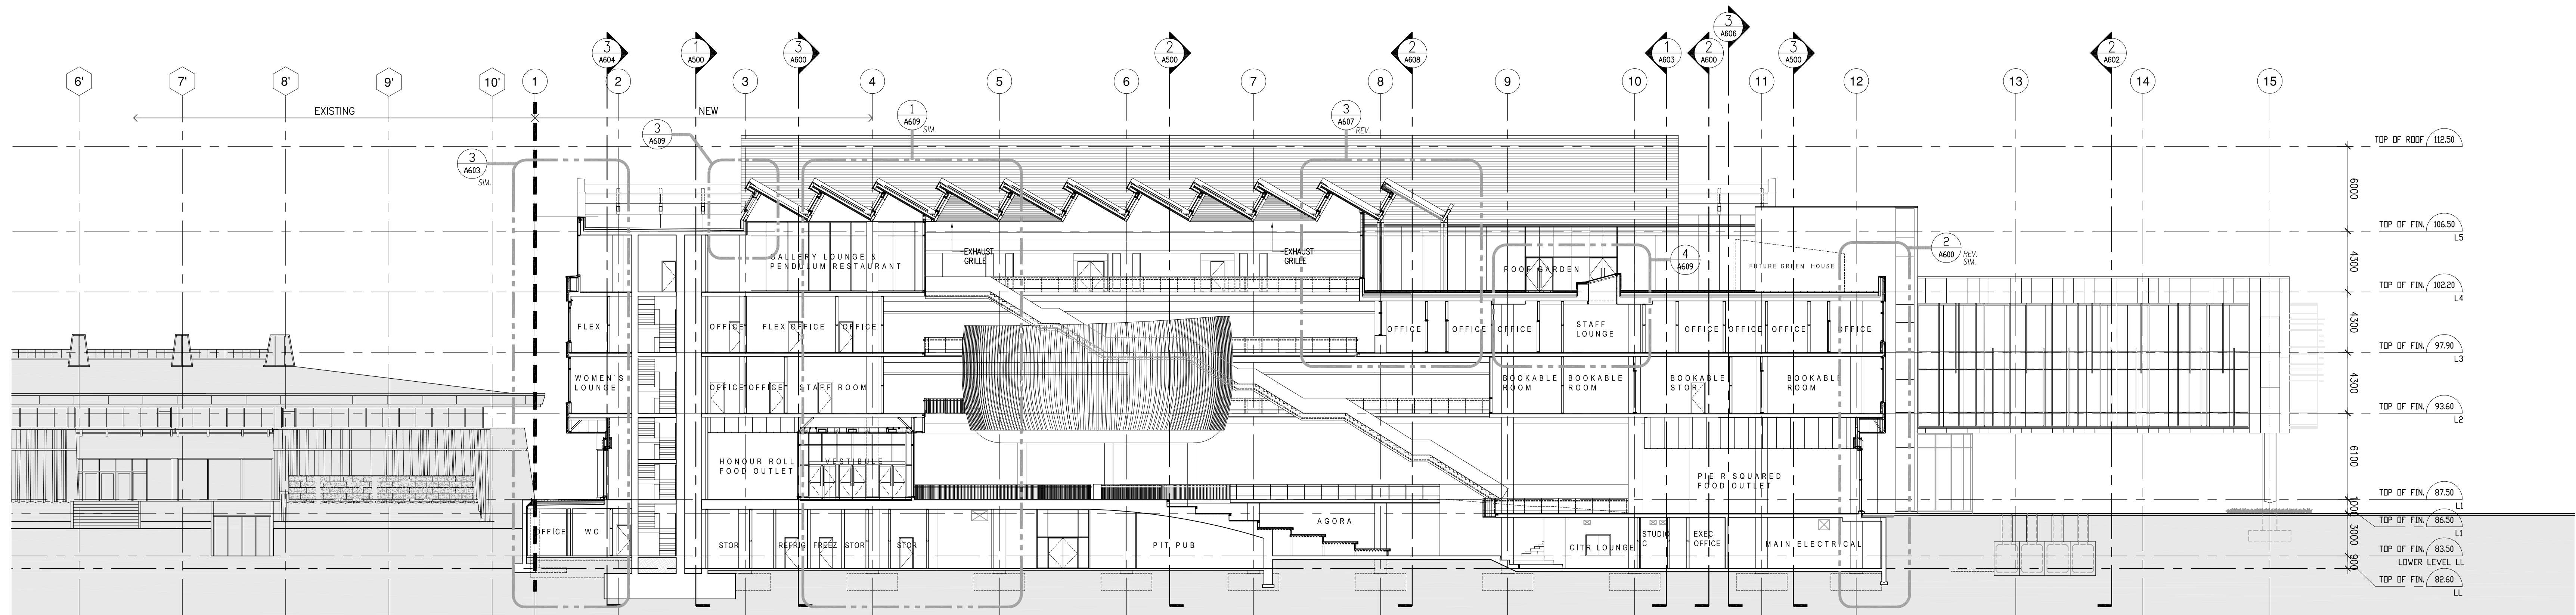 3
A606
3
A604
1
A500
3
A600
2
A500
2
A608
1
A603
2
A600
3
A500
2
A602
6'
7'
8'
9'
10'
1
2
3
4
5
6
7
8
9
10
11
12
13
14
15
EXISTING
NEW
1
A609
SIM.
3
A607
REV.
3
A609
3
A603
SIM.
TOP OF ROOF 112.50
6000
TOP OF FIN. 106.50
L5
4300
TOP OF FIN. 102.20
L4
4300
TOP OF FIN. 97.90
L3
4300
TOP OF FIN. 93.60
L2
6100
TOP OF FIN. 87.50
L1
1000
TOP OF FIN. 86.50
L1
3000
TOP OF FIN. 83.50
LOWER LEVEL LL
900
TOP OF FIN. 82.60
LL
2
A600
REV.
SIM.
4
A609
EXHAUST
GRILLE
EXHAUST
GRILLE
GALLERY LOUNGE &
PENDULUM RESTAURANT
ROOF GARDEN
FUTURE GREEN HOUSE
FLEX
OFFICE
FLEX OFFICE
OFFICE
OFFICE
OFFICE
OFFICE
STAFF
LOUNGE
OFFICE
OFFICE
OFFICE
OFFICE
WOMEN'S
LOUNGE
OFFICE
OFFICE
STAFF ROOM
BOOKABLE
ROOM
BOOKABLE
ROOM
BOOKABLE
STOR
BOOKABLE
ROOM
HONOUR ROLL
FOOD OUTLET
VESTIBULE
PIE R SQUARED
FOOD OUTLET
OFFICE
WC
STOR
REFRIG
FREEZ
STOR
STOR
PIT PUB
AGORA
CITR LOUNGE
STUDIO
C
EXEC
OFFICE
MAIN ELECTRICAL